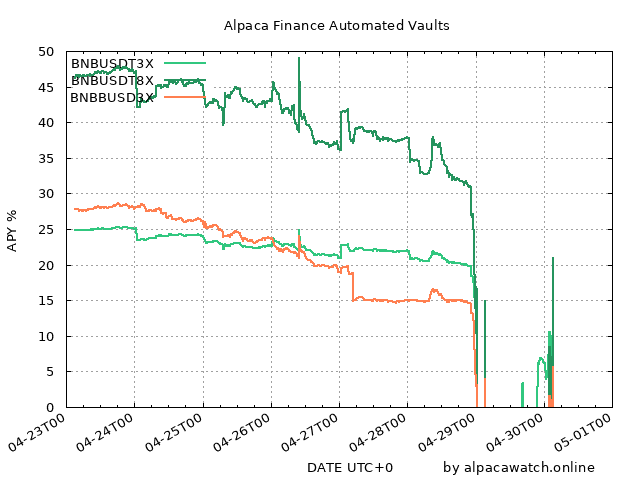 Alpaca Finance Automated Vaults
BNBUSDT3X
BNBUSDT8X
BNBBUSD3X
50
45
40
35
30
25
20
15
10
5
0
APY %
04-23T00
04-24T00
04-25T00
04-26T00
04-27T00
04-28T00
04-29T00
04-30T00
05-01T00
DATE UTC+0
by alpacawatch.online